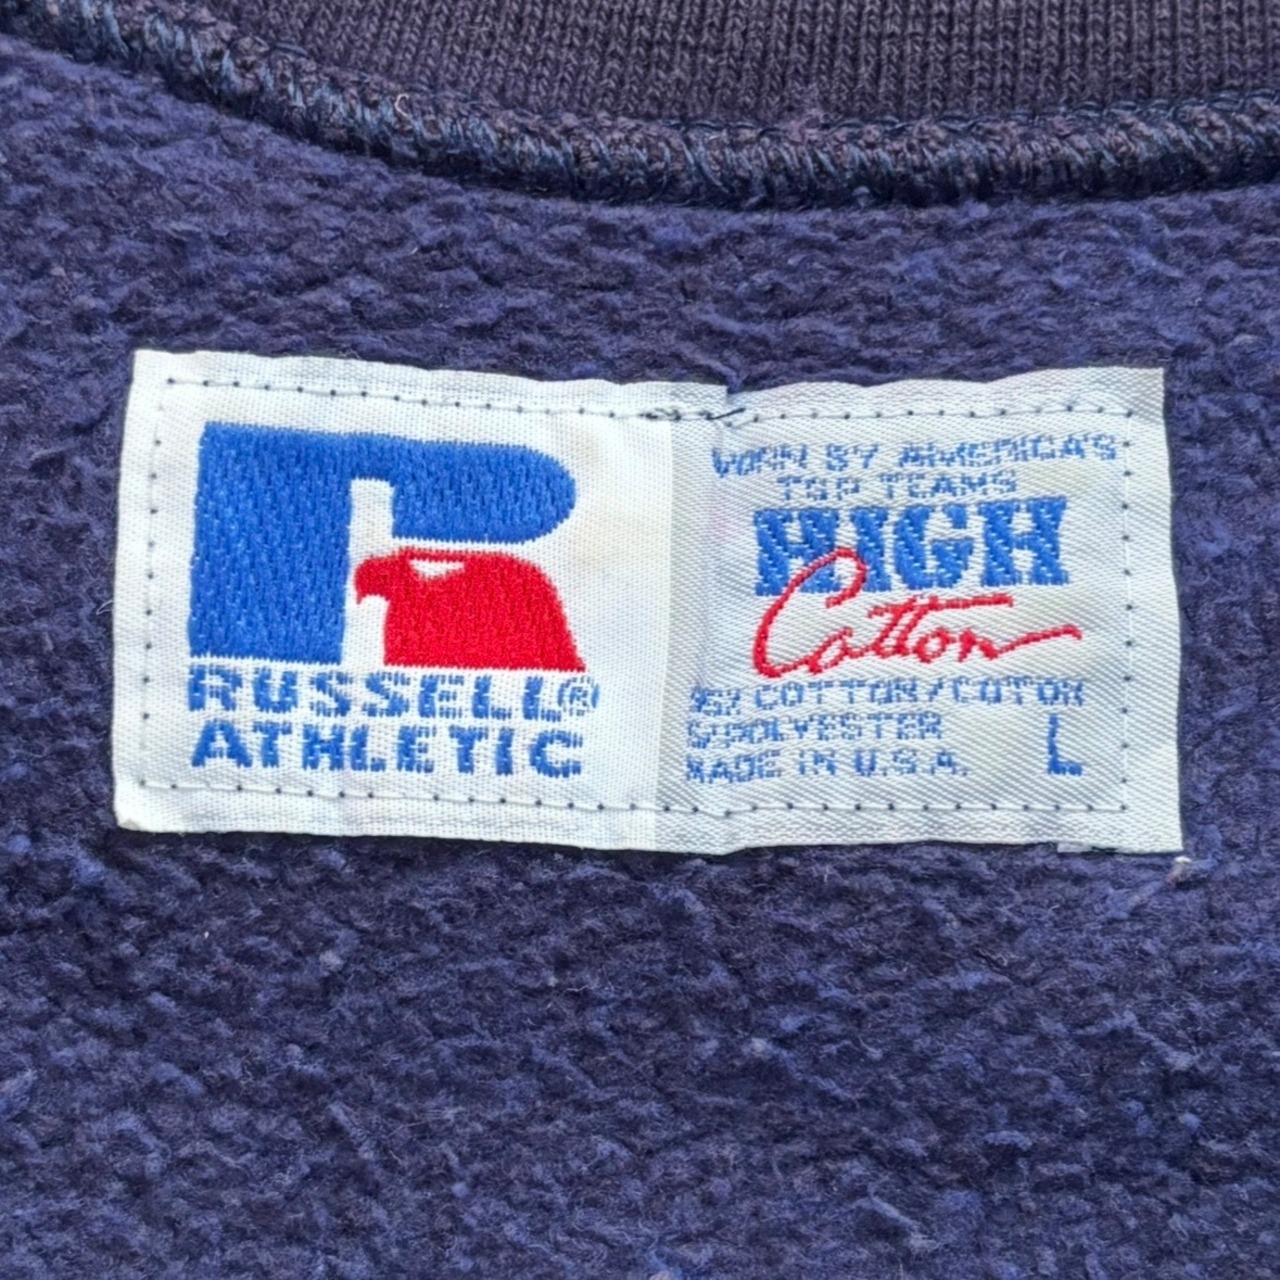 RUSSELL®
ATHLETIC
WORN BY AMERICA'S
TOP TEAMS
HIGH
Cotton
95% COTTON/COTON
5%POLYESTER
MADE IN U.S.A.
L